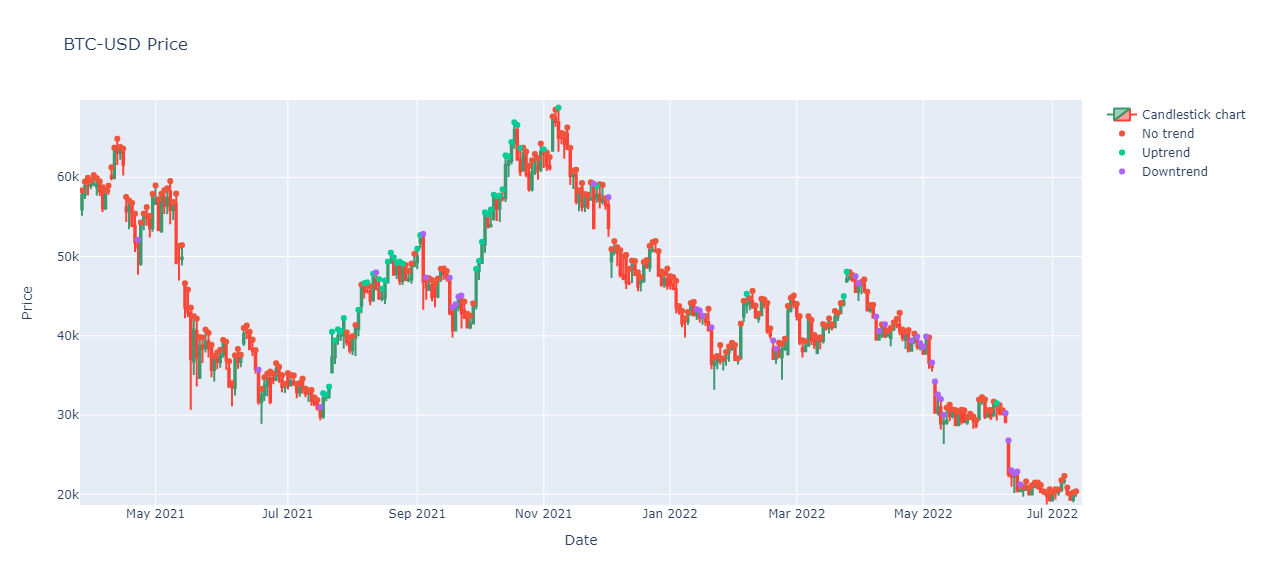 BTC-USD Price
Candlestick chart
No trend
Uptrend
Downtrend
60k
50k
40k
30k
20k
Price
May 2021 Jul 2021 Sep 2021 Nov 2021 Jan 2022 Mar 2022 May 2022 Jul 2022
Date